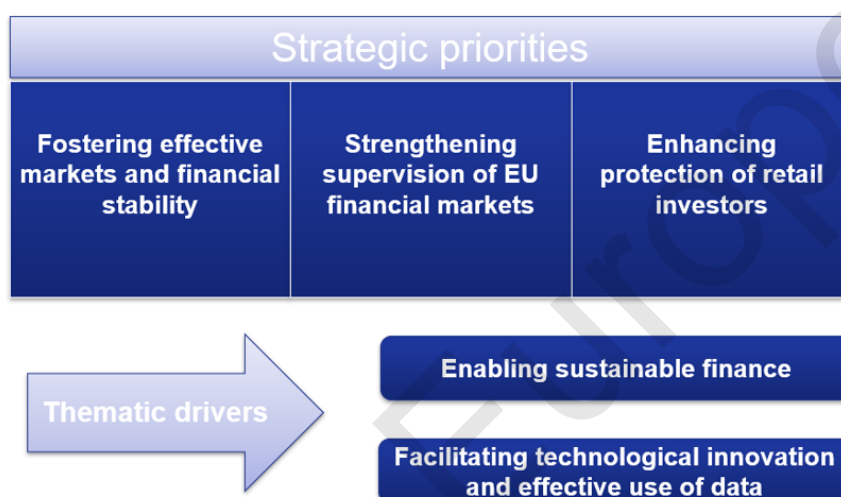 Strategic priorities
Fostering effective
markets and financial
stability
Strengthening
supervision of EU
financial markets
Enhancing
protection of retail
investors
Thematic drivers
Enabling sustainable finance
Facilitating technological innovation
and effective use of data